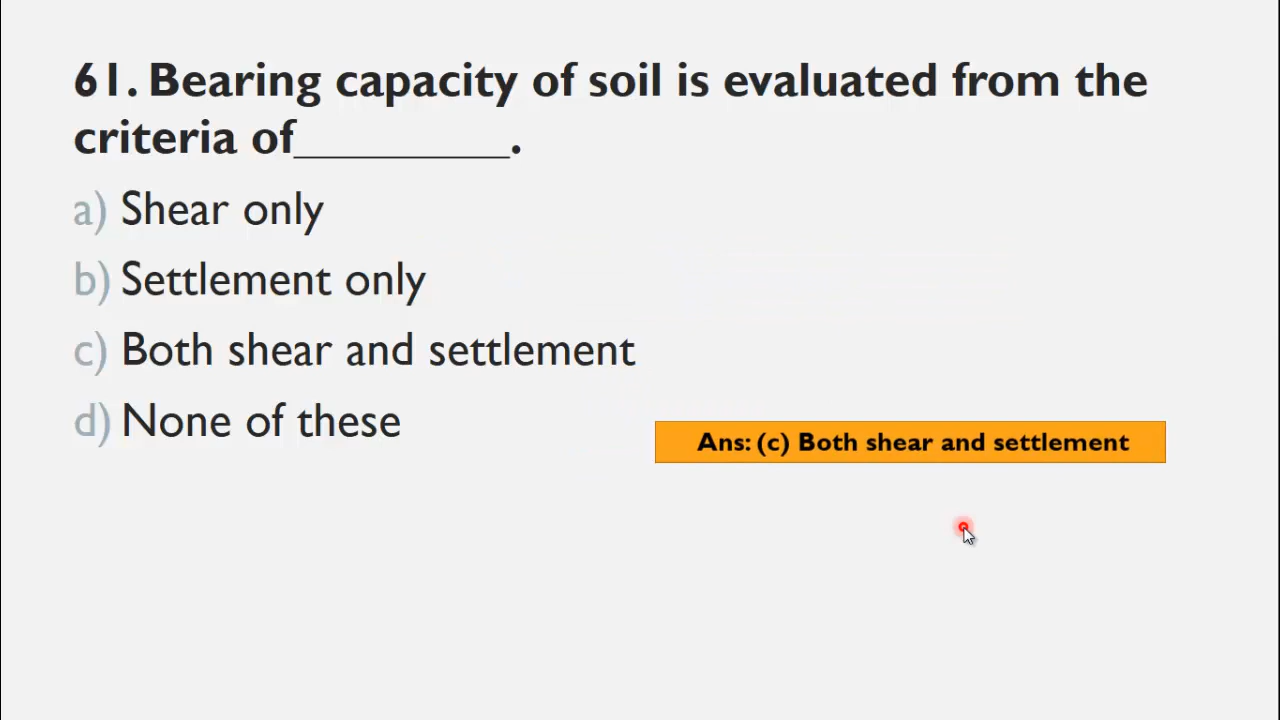 61. Bearing capacity of soil is evaluated from the
criteria of_________.
a) Shear only
b) Settlement only
c) Both shear and settlement
d) None of these
Ans: (c) Both shear and settlement